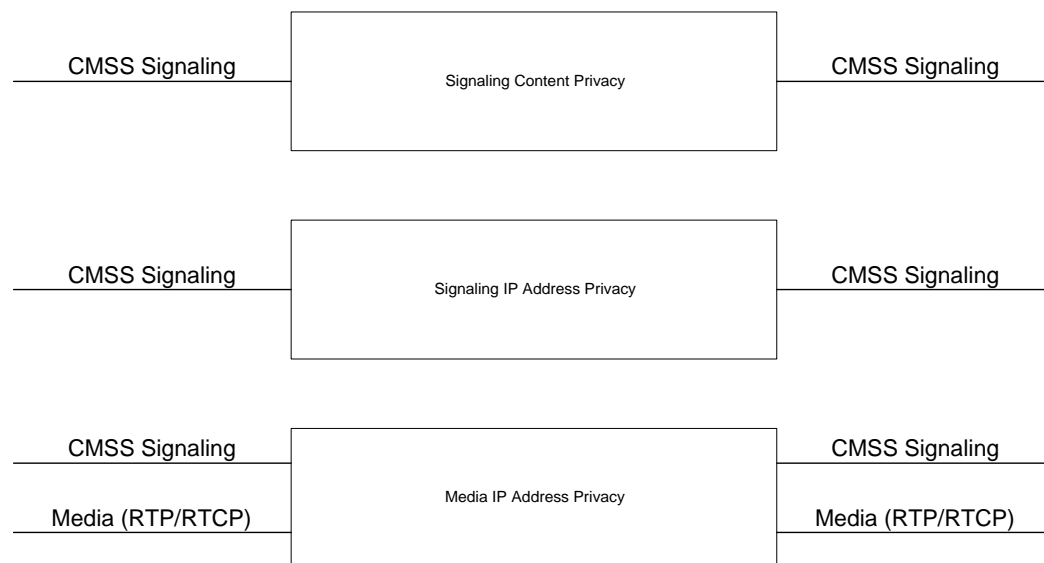 CMSS Signaling
Signaling Content Privacy
CMSS Signaling
CMSS Signaling
Signaling IP Address Privacy
CMSS Signaling
CMSS Signaling
CMSS Signaling
Media IP Address Privacy
Media (RTP/RTCP)
Media (RTP/RTCP)